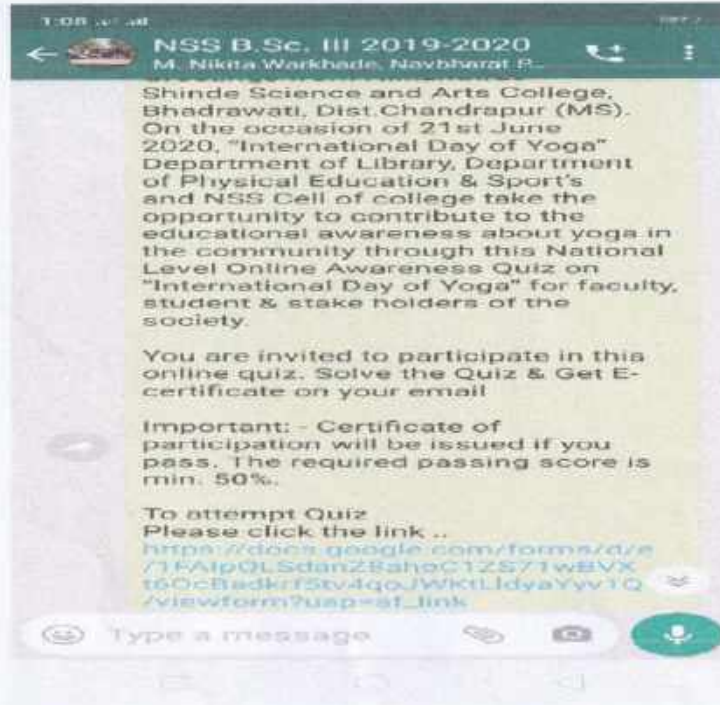 1:08
NSS B.Sc. III 2019-2020
M. Nikita Warkhade, Navbharat
Shinde Science and Arts College,
Bhadrawati, Dist.Chandrapur (MS).
On the occasion of 21st June
2020, "International Day of Yoga"
Department of Library, Department
of Physical Education & Sport's
and NSS Cell of college take the
opportunity to contribute to the
educational awareness about yoga in
the community through this National
Level Online Awareness Quiz on
"International Day of Yoga" for faculty,
student & stake holders of the
society.
You are invited to participate in this
online quiz. Solve the Quiz & Get E-
certificate on your email
Important: - Certificate of
participation will be issued if you
pass. The required passing score is
min. 50%.
To attempt Quiz
Please click the link ..
https://docs.google.com/forms/d/e
/viewform?usp=sf_link
Type a message